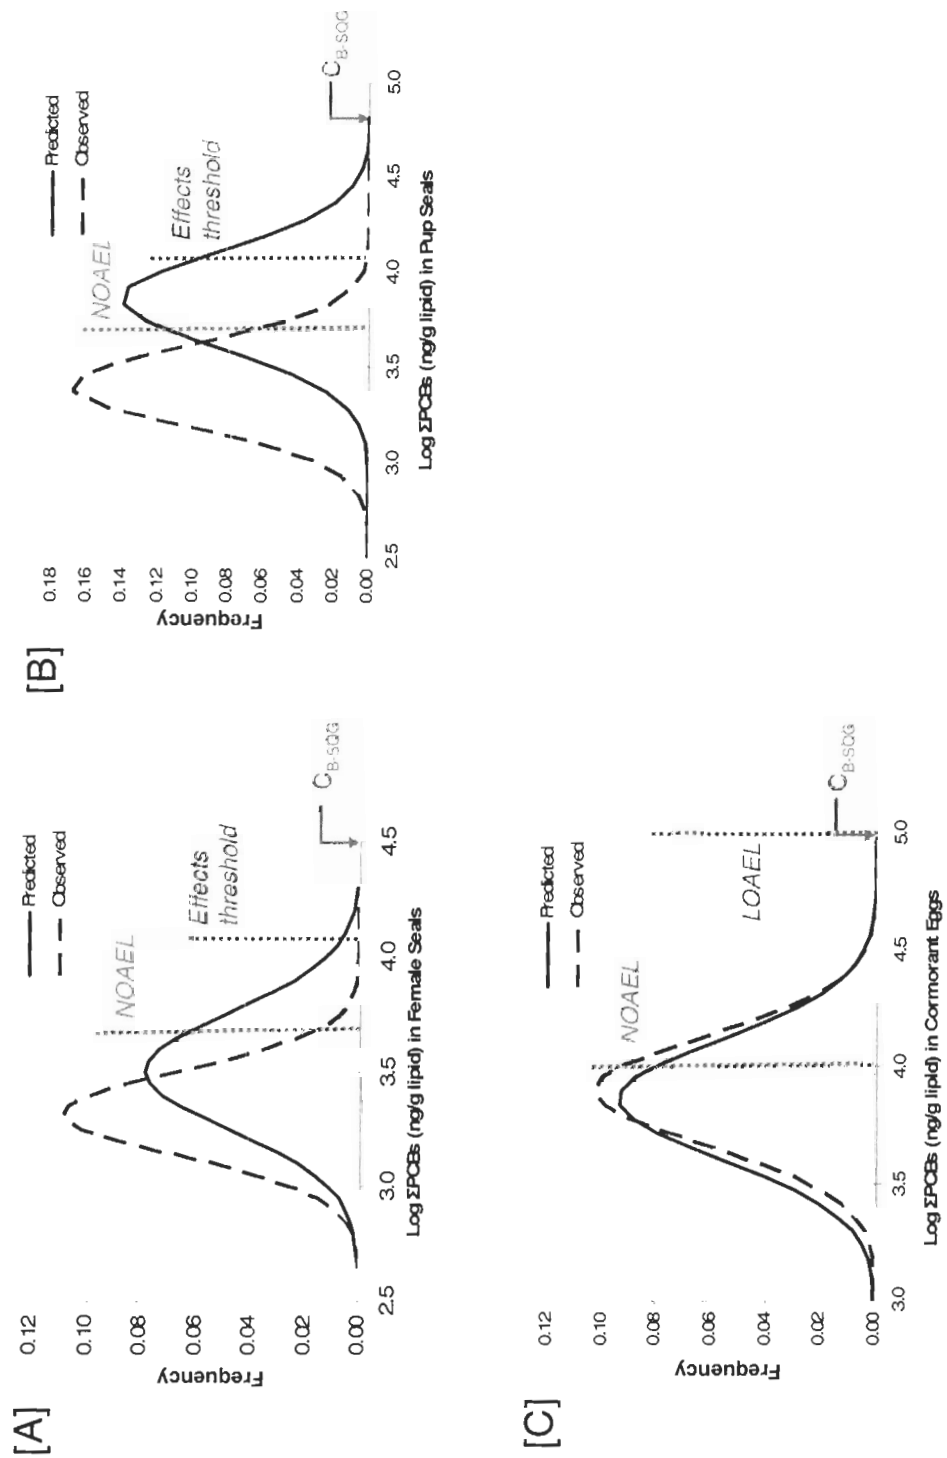 [A]
Predicted
Observed
NOAEL
Effects
threshold
C B-SQG
0.12
0.10
0.08
0.06
0.04
0.02
0.00
Frequency
2.5
3.0
3.5
4.0
4.5
Log ΣPCBs (ng/g lipid) in Female Seals
[B]
Predicted
Observed
NOAEL
Effects
threshold
C B-SQG
0.18
0.16
0.14
0.12
0.10
0.08
0.06
0.04
0.02
0.00
Frequency
2.5
3.0
3.5
4.0
4.5
5.0
Log ΣPCBs (ng/g lipid) in Pup Seals
[C]
Predicted
Observed
NOAEL
LOAEL
C B-SQG
0.12
0.10
0.08
0.06
0.04
0.02
0.00
Frequency
3.0
3.5
4.0
4.5
5.0
Log ΣPCBs (ng/g lipid) in Cormorant Eggs